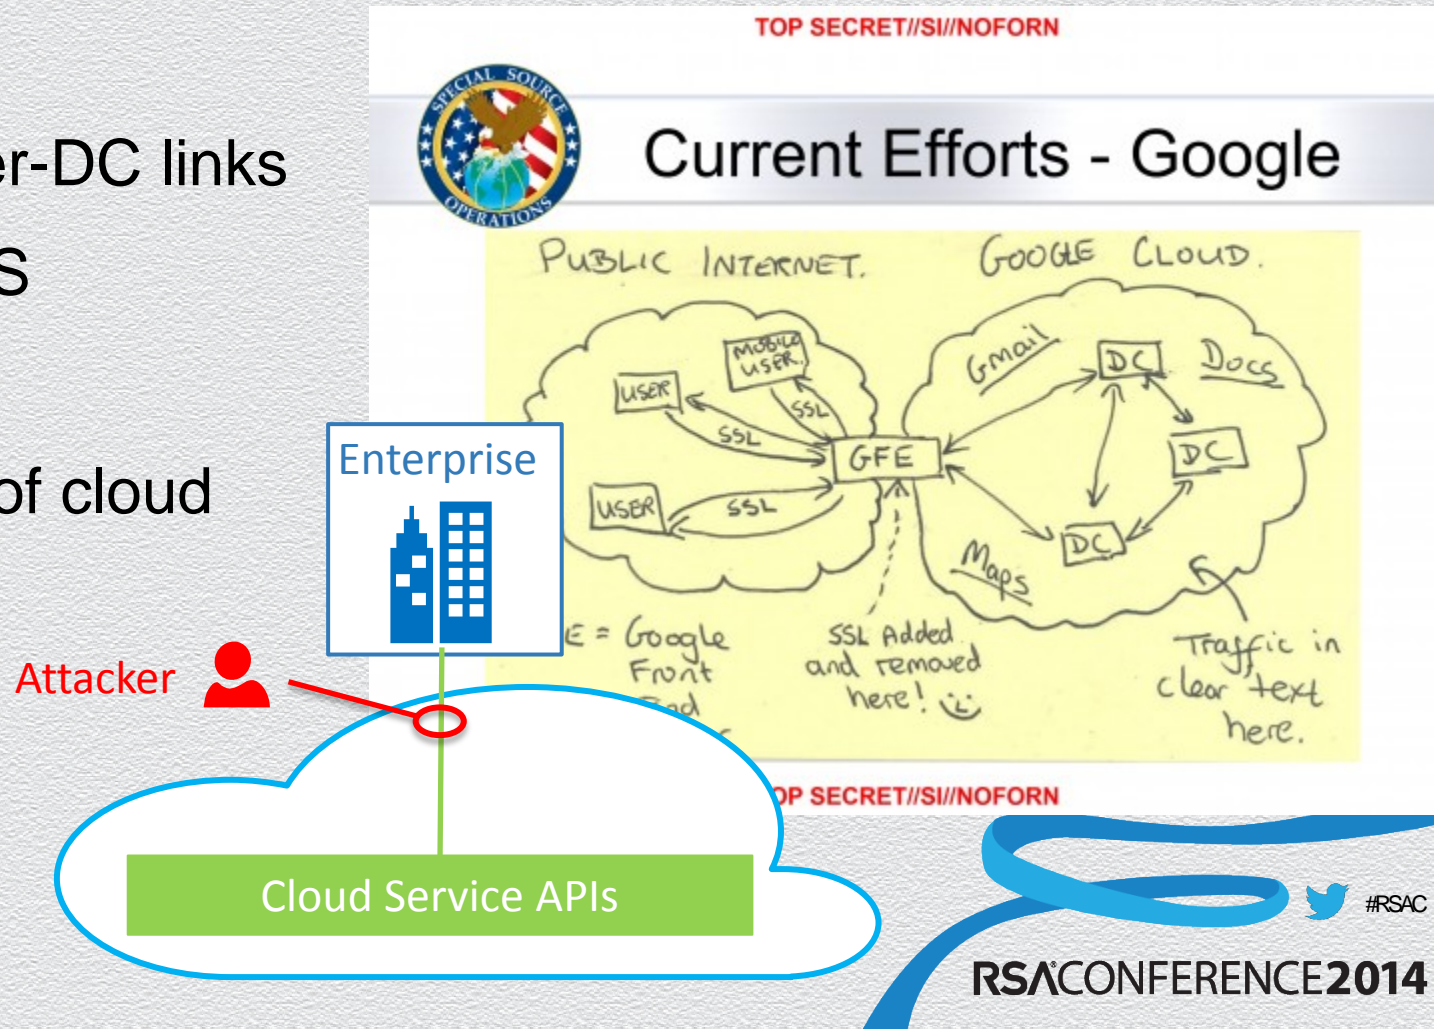 er-DC links
s
of cloud
TOP SECRET//SI//NOFORN
SPECIAL SOURCE
OPERATIONS
Current Efforts - Google
PUBLIC INTERNET.
GOOGLE CLOUD.
MOBILE
USER.
USER
SSL
SSL
USER
SSL
GFE
Gmail
DC
Docs
DC
DC
Maps
E = Google
Front
SSL Added
and removed
here!
Traffic in
clear text
here.
OP SECRET//SI//NOFORN
Enterprise
Attacker
Cloud Service APIs
#RSAC
RSACONFERENCE2014